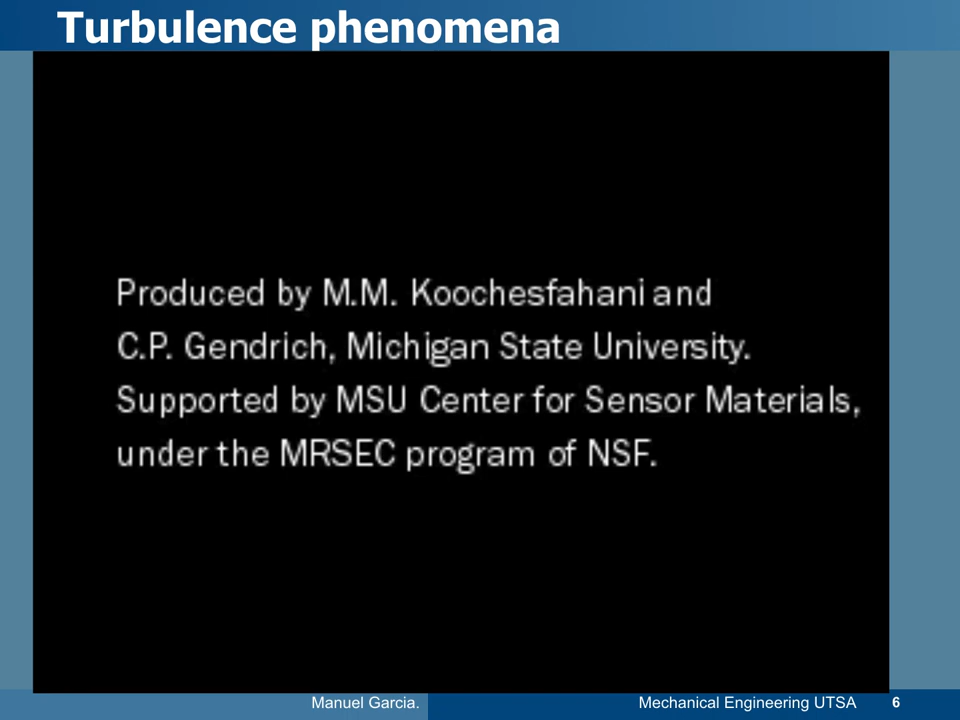 Turbulence phenomena
Produced by M.M. Koochesfahani and
C.P. Gendrich, Michigan State University.
Supported by MSU Center for Sensor Materials,
under the MRSEC program of NSF.
Manuel Garcia. Mechanical Engineering UTSA 6